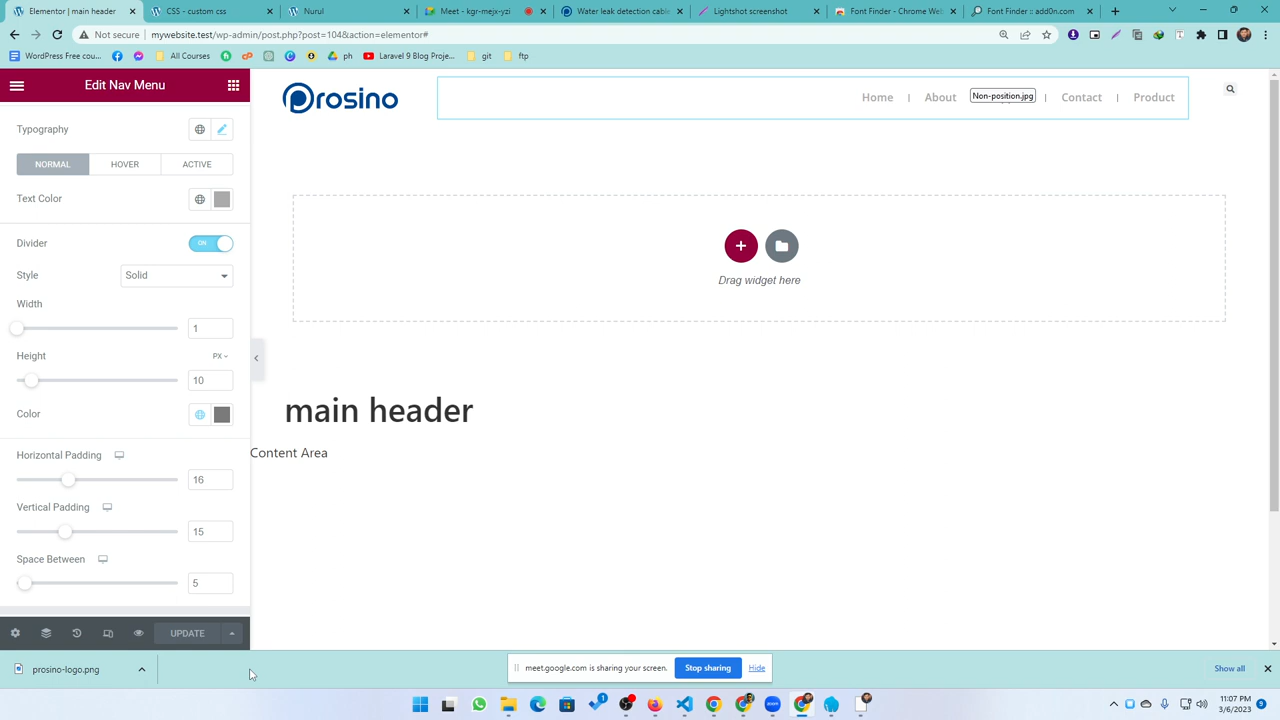 Elementor | main header
SS - Custom
Meet - kgq-mejx-zyj
Water leak detection cable
Lightshot screenshot
Font Finder - Chrome Web
Font Finder :: add0n.com
Not secure | mywebsite.test/wp-admin/post.php?post=104&action=elementor#
WordPress Free cou...
All Courses
ph
Laravel 9 Blog Proje...
git
ftp
Edit Nav Menu
prosino
Home | About
Non-position.jpg
| Contact | Product
Typography
NORMAL
HOVER
ACTIVE
Text Color
Divider
ON
Style
Solid
Width
1
Height
PX
10
Color
Horizontal Padding
16
Vertical Padding
15
Space Between
5
UPDATE
Drag widget here
main header
Content Area
prosino-logo.png
meet.google.com is sharing your screen.
Stop sharing
Hide
Show all
1
11:07 PM
3/6/2023
9